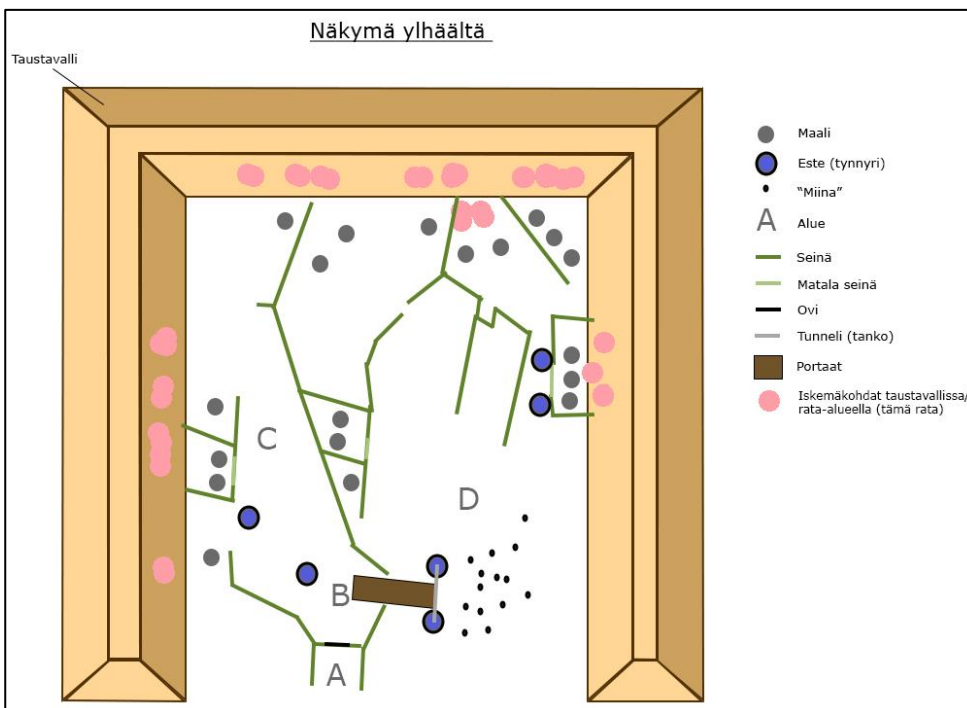 Näkymä ylhäältä
Taustavalli
Maali
Este (tynnyri)
"Miina"
A
Alue
Seinä
Matala seinä
Ovi
Tunneli (tanko)
Portaat
Iskemäkohdat taustavallissa/
rata-alueella (tämä rata)
C
D
B
A